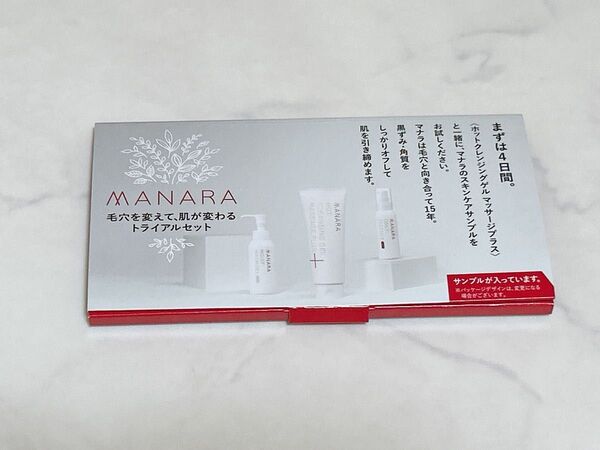 MANARA
毛穴を変えて、肌が変わる
トライアルセット
まずは4日間。
〈ホットクレンジングゲル マッサージプラス〉
と一緒に、マナラのスキンケアサンプルを
お試しください。
マナラは毛穴と向き合って15年。
黒ずみ・角質を
しっかりオフして
肌を引き締めます。
MANARA
MANARA
HOT
CLEANSING GEL
MASSAGE PLUS
サンプルが入っています。
※パッケージデザインは、変更になる
場合がございます。